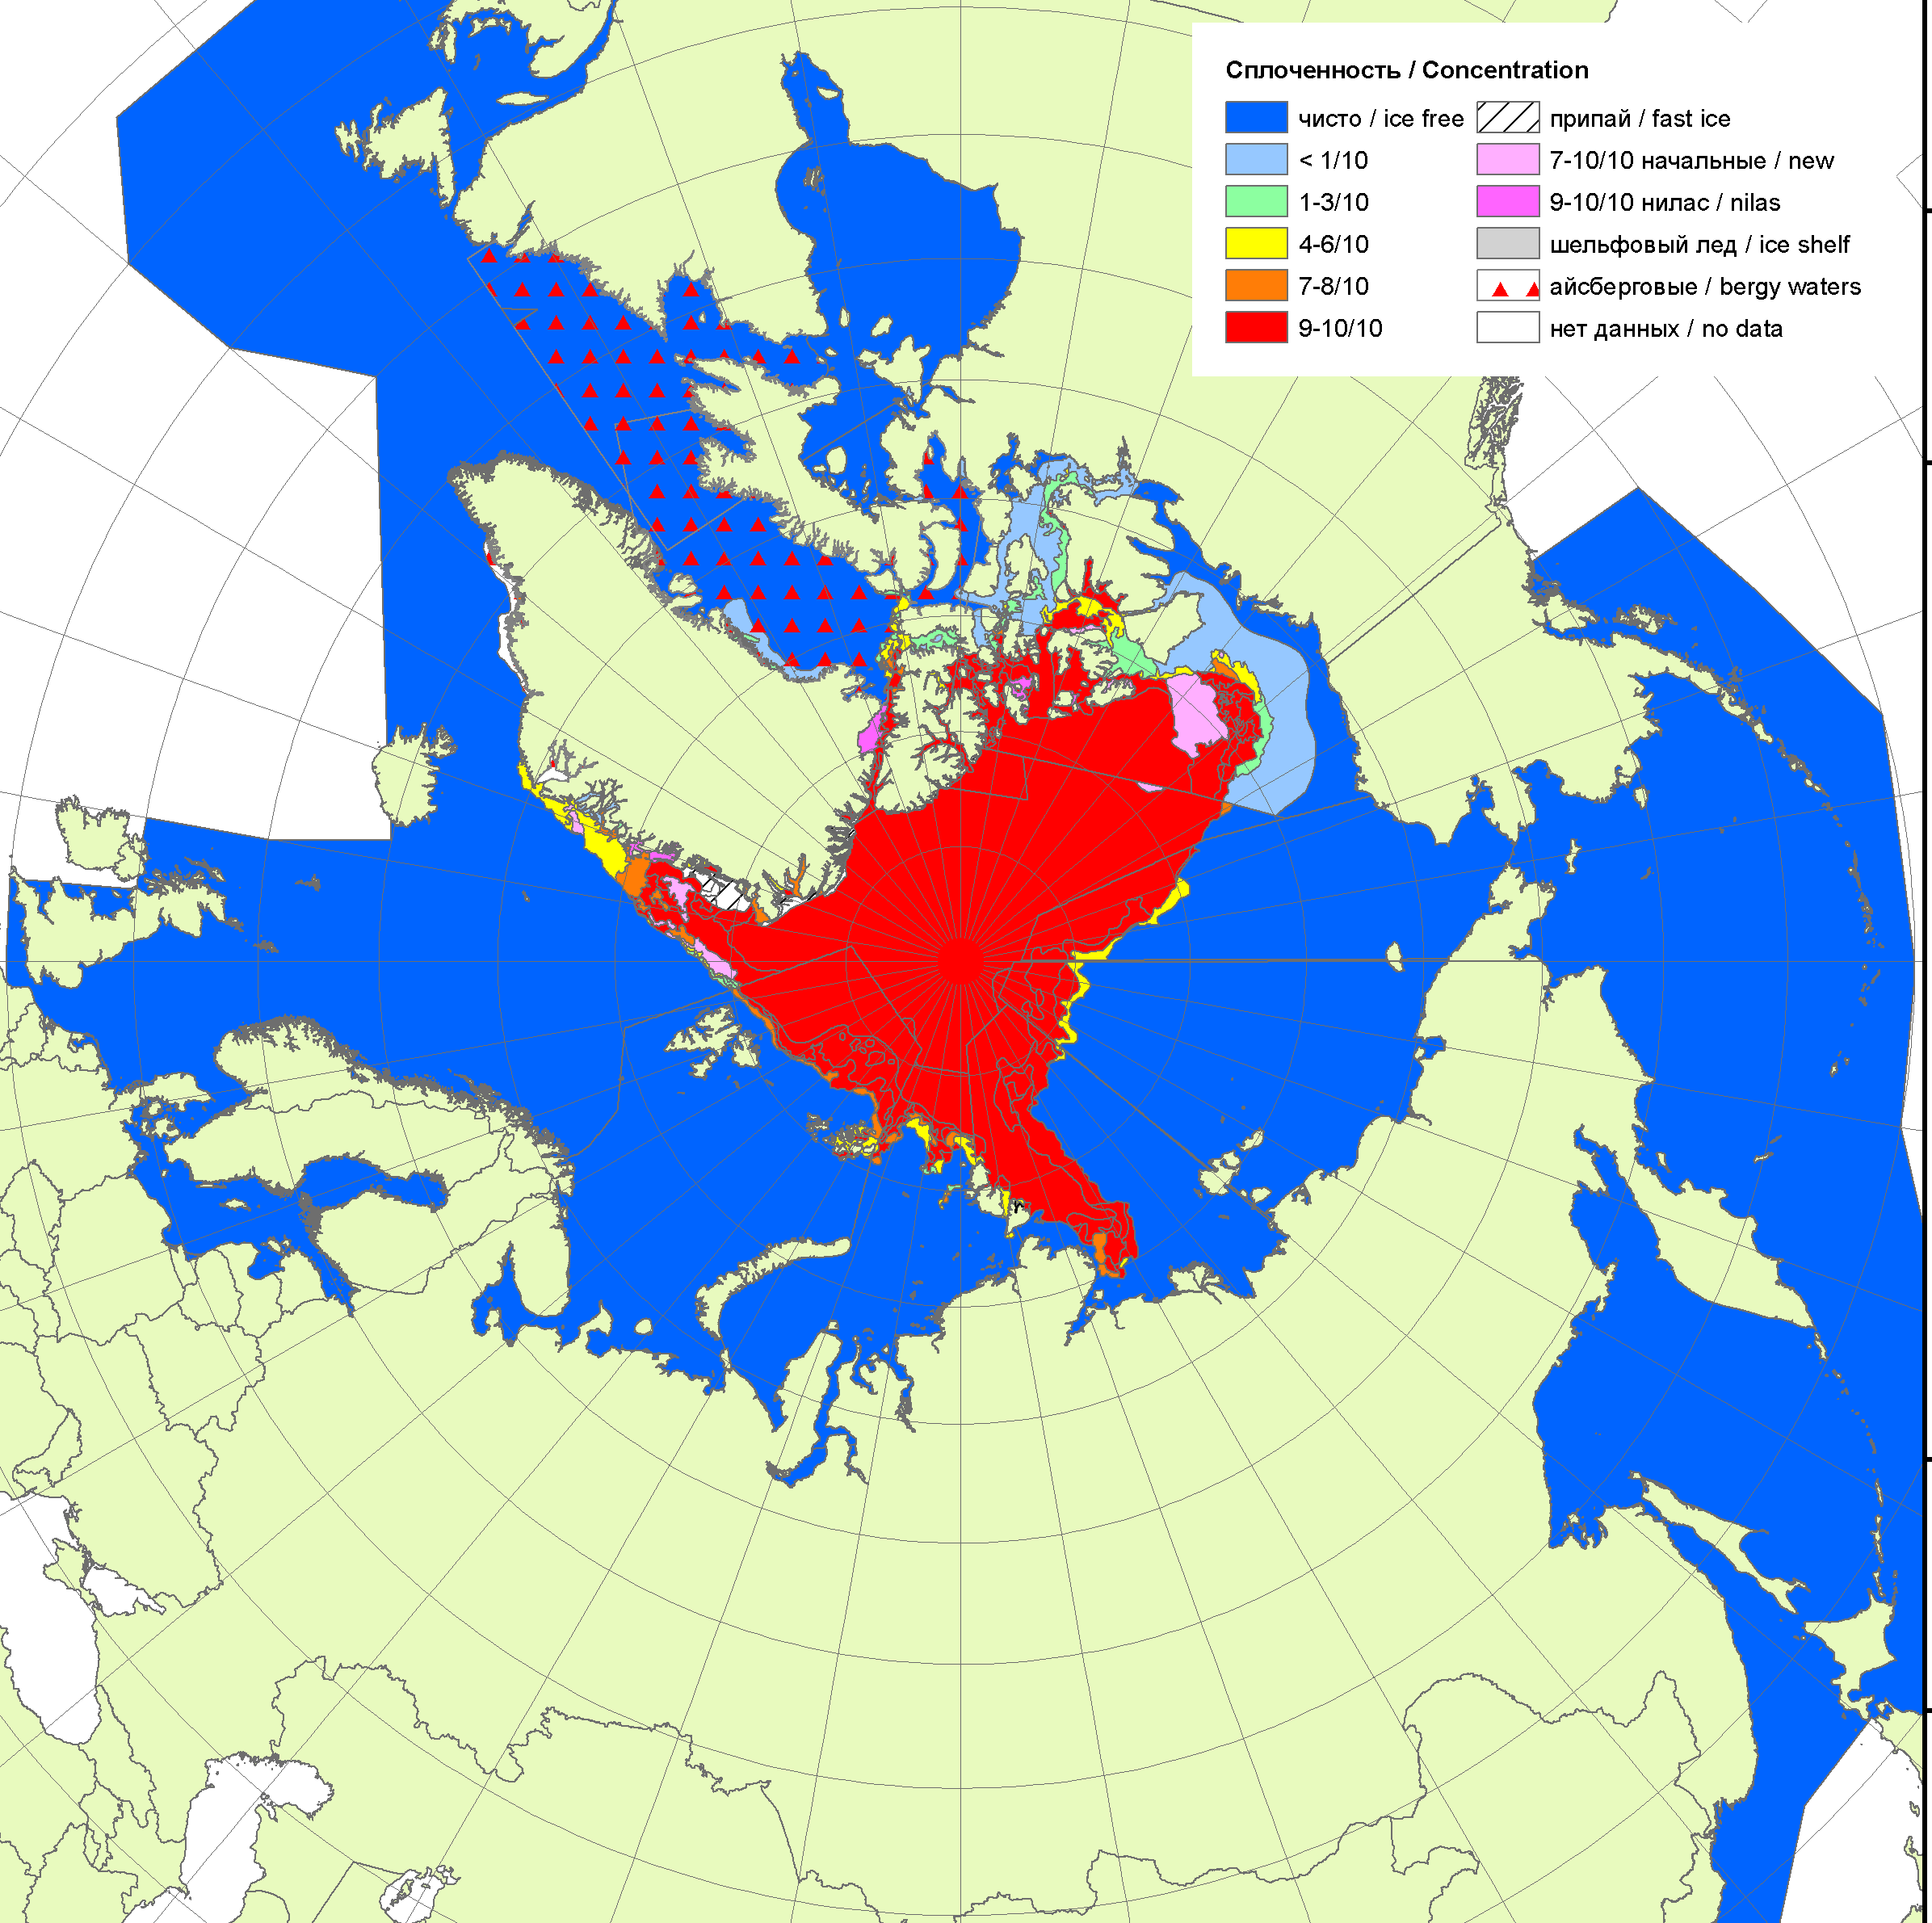 Сплоченность / Concentration
чисто / ice free
< 1/10
1-3/10
4-6/10
7-8/10
9-10/10
припай / fast ice
7-10/10 начальные / new
9-10/10 нилас / nilas
шельфовый лед / ice shelf
айсберговые / bergy waters
нет данных / no data